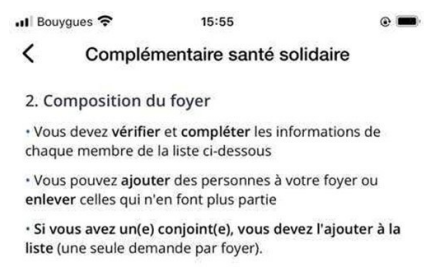 Bouygues 15:55
Complémentaire santé solidaire
2. Composition du foyer
• Vous devez vérifier et compléter les informations de
chaque membre de la liste ci-dessous
• Vous pouvez ajouter des personnes à votre foyer ou
enlever celles qui n'en font plus partie
• Si vous avez un(e) conjoint(e), vous devez l'ajouter à la
liste (une seule demande par foyer).